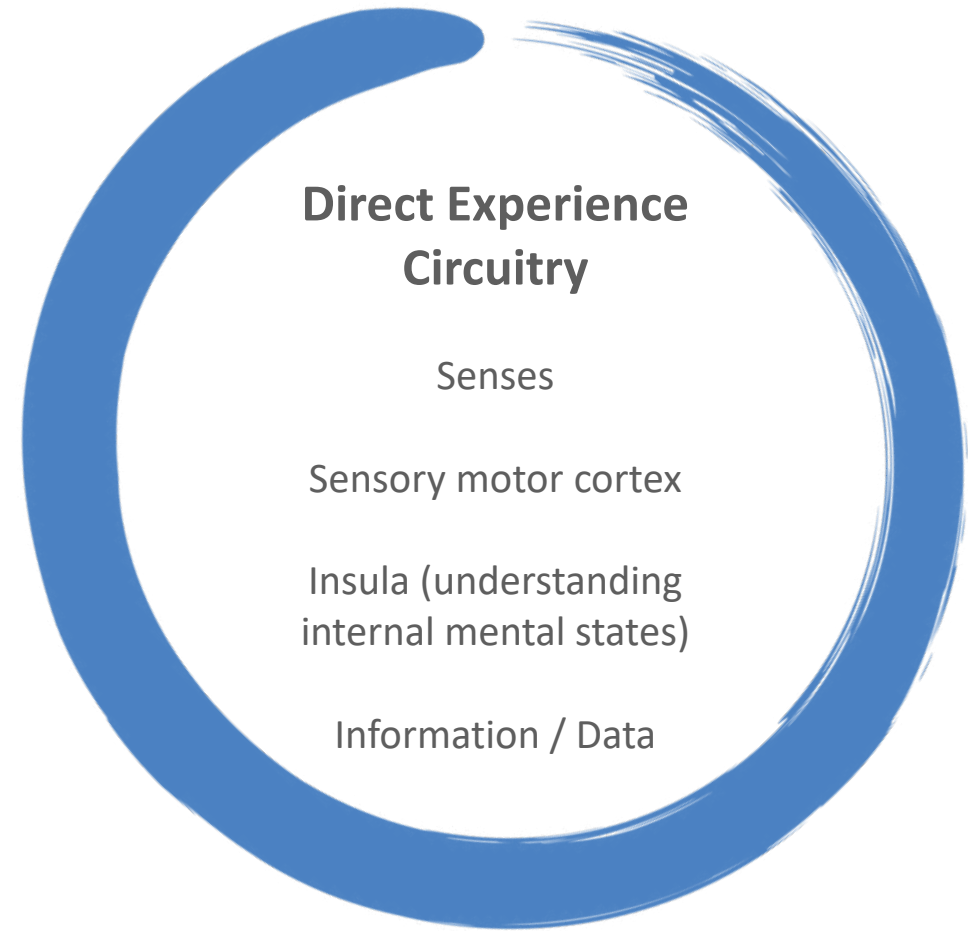 Direct Experience
Circuitry
Senses
Sensory motor cortex
Insula (understanding
internal mental states)
Information / Data